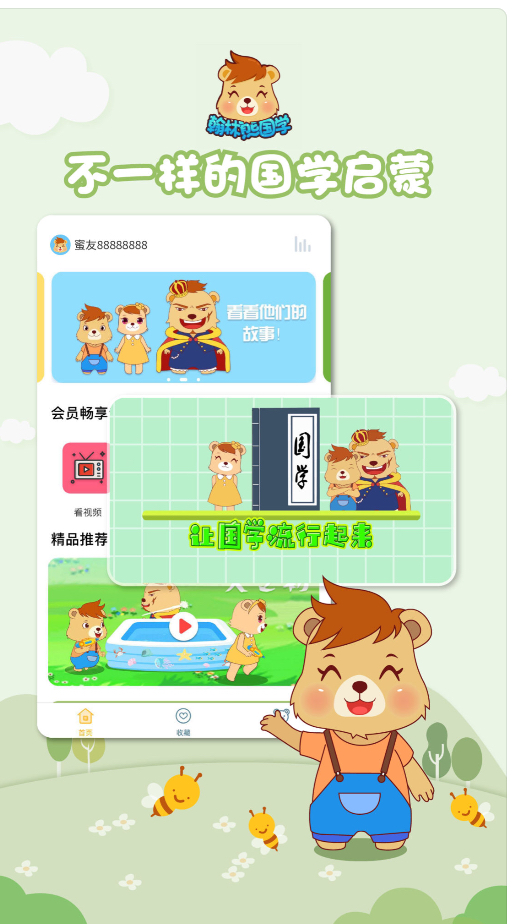 翰林熊国学
不一样的国学启蒙
蜜友88888888
看看他们的
故事!
会员畅享
国学
让国学流行起来
看视频
精品推荐
首页
收藏